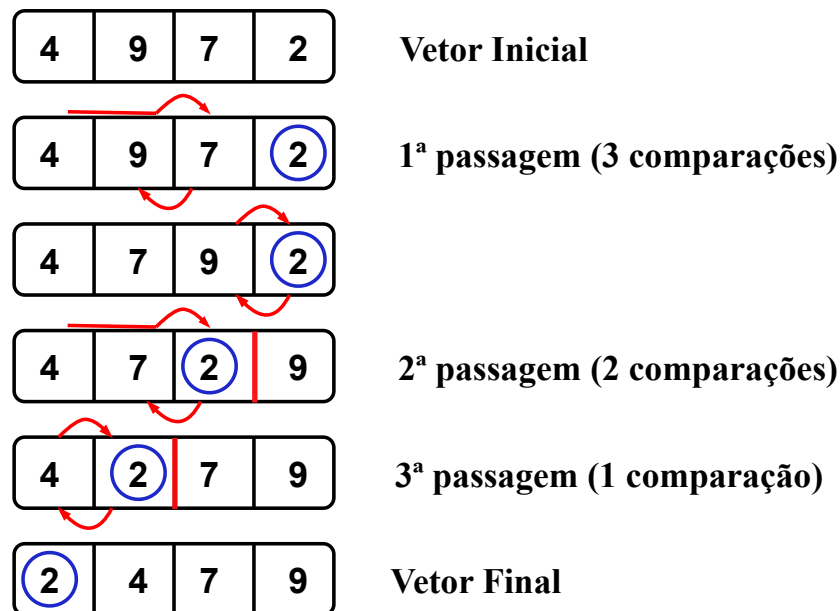 4 9 7 2 Vetor Inicial
4 9 7 2 1ª passagem (3 comparações)
4 7 9 2
4 7 2 9 2ª passagem (2 comparações)
4 2 7 9 3ª passagem (1 comparação)
2 4 7 9 Vetor Final